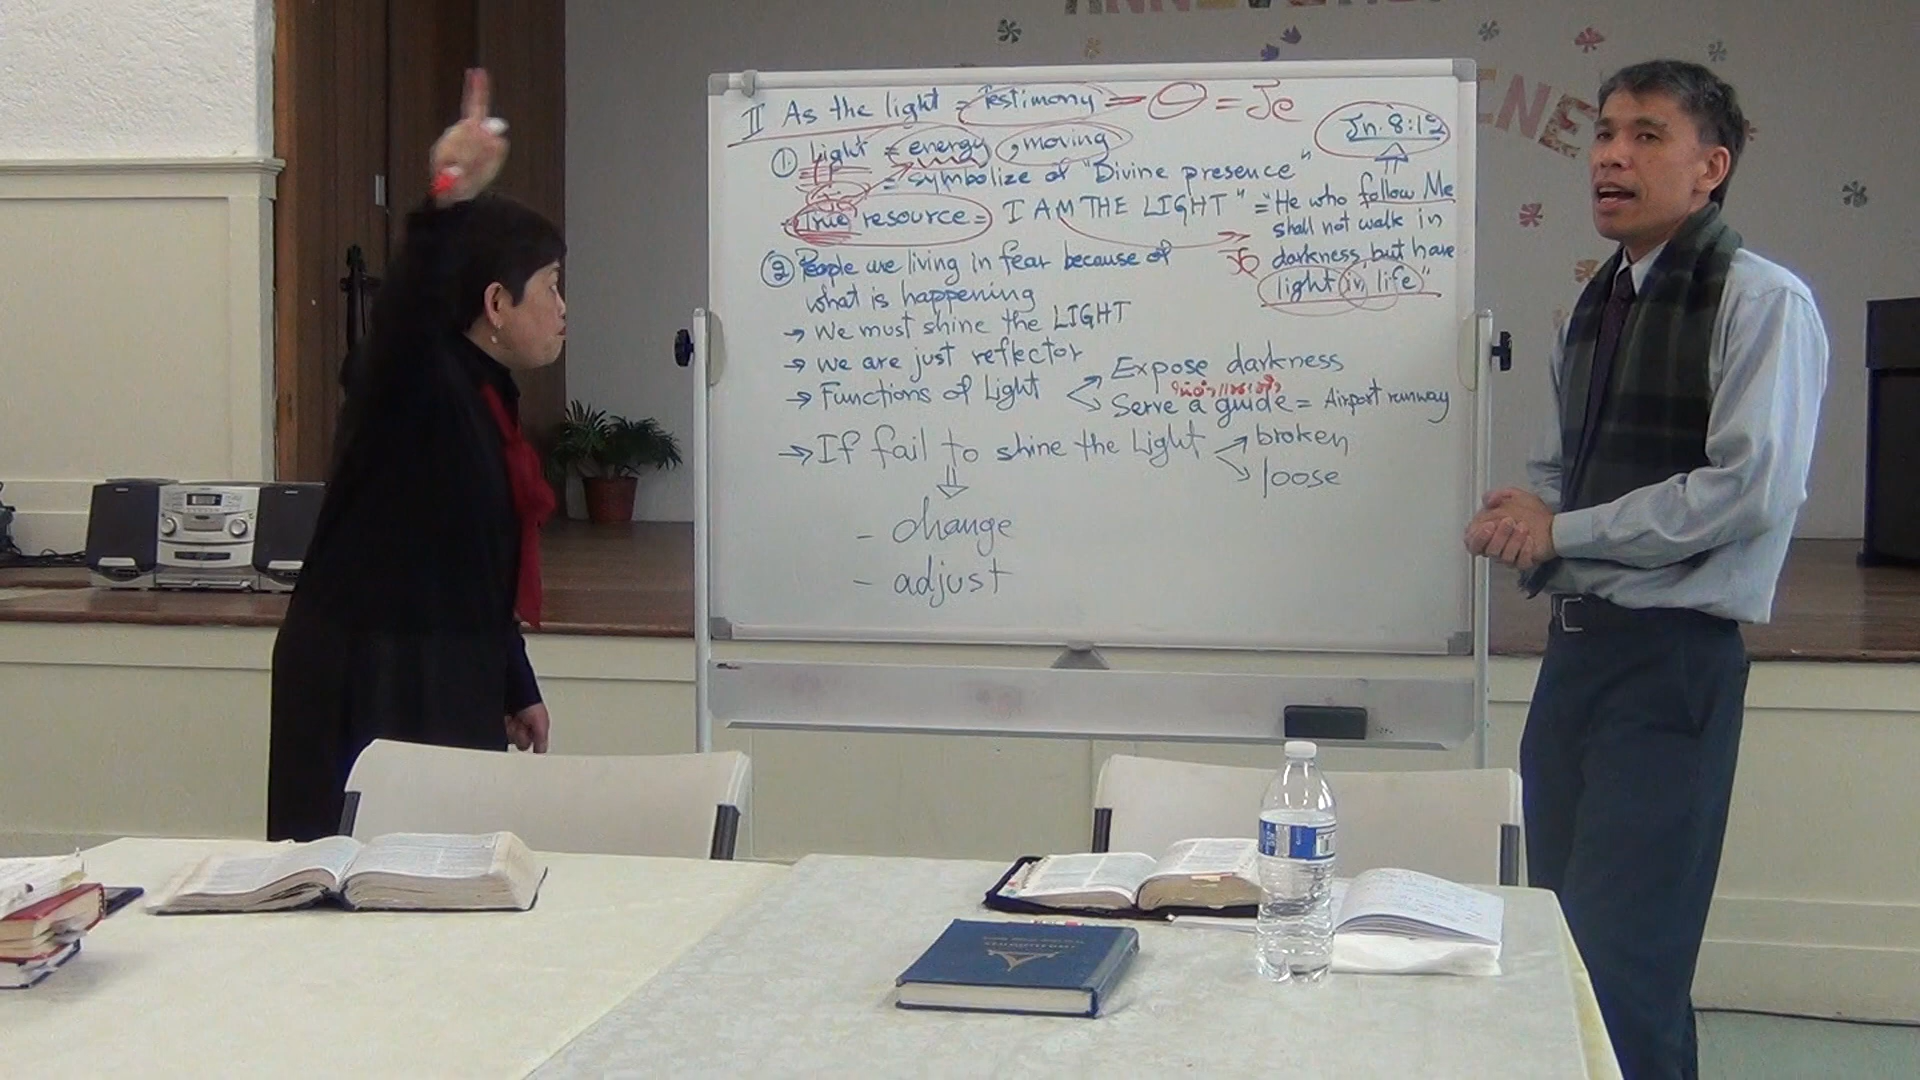 II As the light = Testimony → = Je
Jn. 8:12
① Light = energy, moving
= symbolize of "Divine presence"
True resource = I AM THE LIGHT" = "He who follow Me
shall not walk in
darkness, but have
light in life"
② People are living in fear because of
what is happening
→ We must shine the LIGHT
→ We are just reflector
→ Functions of Light
Expose darkness
Serve a guide = Airport runway
→ If fail to shine the Light
broken
loose
⇓
- change
- adjust